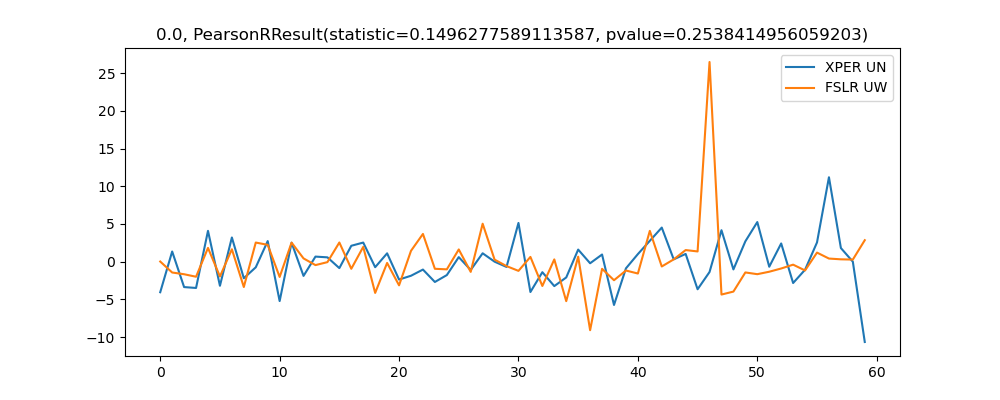 0.0, PearsonRResult(statistic=0.1496277589113587, pvalue=0.2538414956059203)
XPER UN
FSLR UW
25
20
15
10
5
0
−5
−10
0 10 20 30 40 50 60